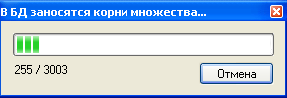 В БД заносятся корни множества...
255 / 3003
Отмена